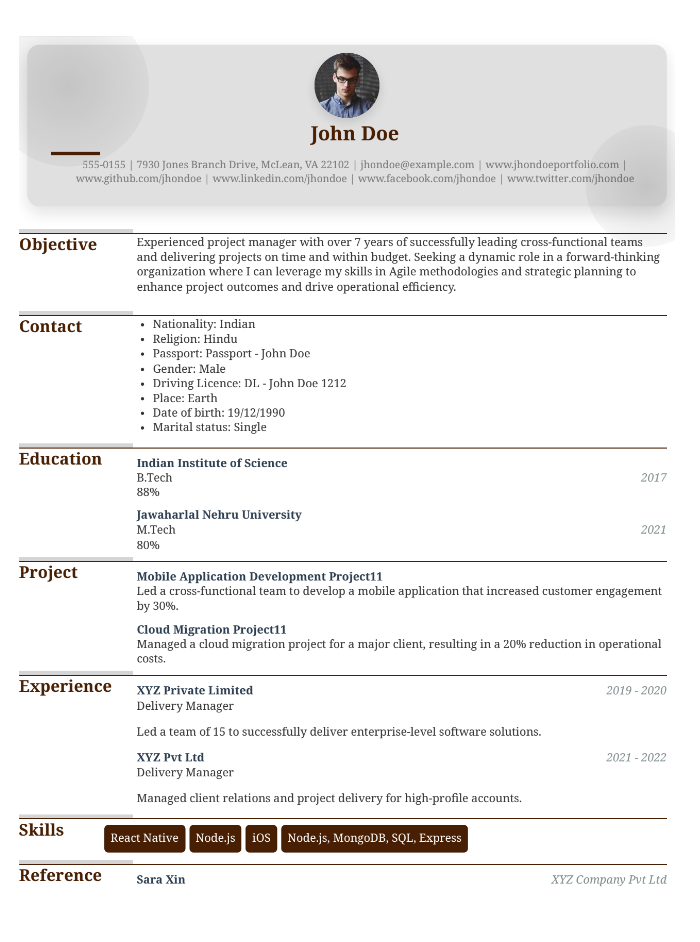 John Doe
555-0155 | 7930 Jones Branch Drive, McLean, VA 22102 | jhondoe@example.com | www.jhondoeportfolio.com |
www.github.com/jhondoe | www.linkedin.com/jhondoe | www.facebook.com/jhondoe | www.twitter.com/jhondoe
Objective
Experienced project manager with over 7 years of successfully leading cross-functional teams
and delivering projects on time and within budget. Seeking a dynamic role in a forward-thinking
organization where I can leverage my skills in Agile methodologies and strategic planning to
enhance project outcomes and drive operational efficiency.
Contact
• Nationality: Indian
• Religion: Hindu
• Passport: Passport - John Doe
• Gender: Male
• Driving Licence: DL - John Doe 1212
• Place: Earth
• Date of birth: 19/12/1990
• Marital status: Single
Education
Indian Institute of Science
B.Tech 2017
88%
Jawaharlal Nehru University
M.Tech 2021
80%
Project
Mobile Application Development Project11
Led a cross-functional team to develop a mobile application that increased customer engagement
by 30%.
Cloud Migration Project11
Managed a cloud migration project for a major client, resulting in a 20% reduction in operational
costs.
Experience
XYZ Private Limited 2019 - 2020
Delivery Manager
Led a team of 15 to successfully deliver enterprise-level software solutions.
XYZ Pvt Ltd 2021 - 2022
Delivery Manager
Managed client relations and project delivery for high-profile accounts.
Skills
React Native Node.js iOS Node.js, MongoDB, SQL, Express
Reference
Sara Xin XYZ Company Pvt Ltd